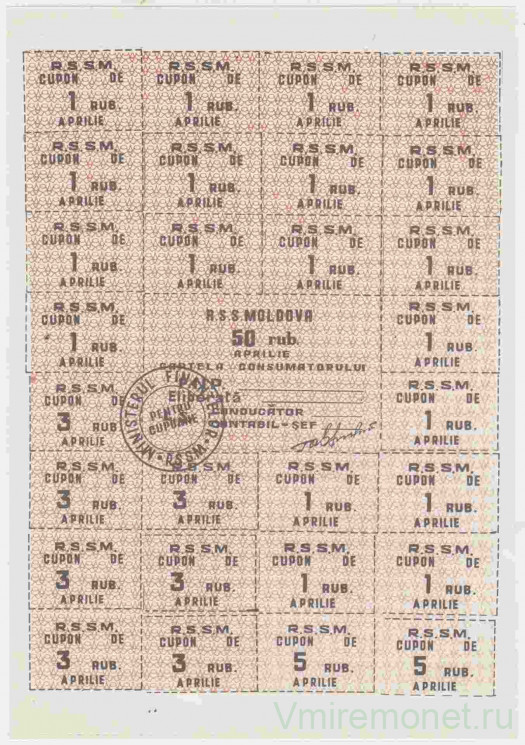 R.S.S.M. R.S.S.M. R.S.S.M. R.S.S.M.
CUPON DE CUPON DE CUPON DE CUPON DE
1 RUB. 1 RUB. 1 RUB. 1 RUB.
APRILIE APRILIE APRILIE APRILIE
R.S.S.M. R.S.S.M. R.S.S.M. R.S.S.M.
CUPON DE CUPON DE CUPON DE CUPON DE
1 RUB. 1 RUB. 1 RUB. 1 RUB.
APRILIE APRILIE APRILIE APRILIE
R.S.S.M. R.S.S.M. R.S.S.M. R.S.S.M.
CUPON DE CUPON DE CUPON DE CUPON DE
1 RUB. 1 RUB. 1 RUB. 1 RUB.
APRILIE APRILIE APRILIE APRILIE
R.S.S.M.
CUPON DE
1 RUB.
APRILIE
R.S.S.MOLDOVA
50 rub.
APRILIE
CARTELA CONSUMATORULUI
R.S.S.M.
CUPON DE
1 RUB.
APRILIE
R.S.S.M.
CUPON DE
3 RUB.
APRILIE
Eliberată
CONDUCĂTOR
CONTABIL-ŞEF
MINISTERUL FINANŢELOR
R.S.S.M.
PENTRU
CUPOANE
R.S.S.M.
CUPON DE
1 RUB.
APRILIE
R.S.S.M. R.S.S.M. R.S.S.M. R.S.S.M.
CUPON DE CUPON DE CUPON DE CUPON DE
3 RUB. 3 RUB. 1 RUB. 1 RUB.
APRILIE APRILIE APRILIE APRILIE
R.S.S.M. R.S.S.M. R.S.S.M. R.S.S.M.
CUPON DE CUPON DE CUPON DE CUPON DE
3 RUB. 3 RUB. 1 RUB. 1 RUB.
APRILIE APRILIE APRILIE APRILIE
R.S.S.M. R.S.S.M. R.S.S.M. R.S.S.M.
CUPON DE CUPON DE CUPON DE CUPON DE
3 RUB. 3 RUB. 5 RUB. 5 RUB.
APRILIE APRILIE APRILIE APRILIE
Vmiremonet.ru